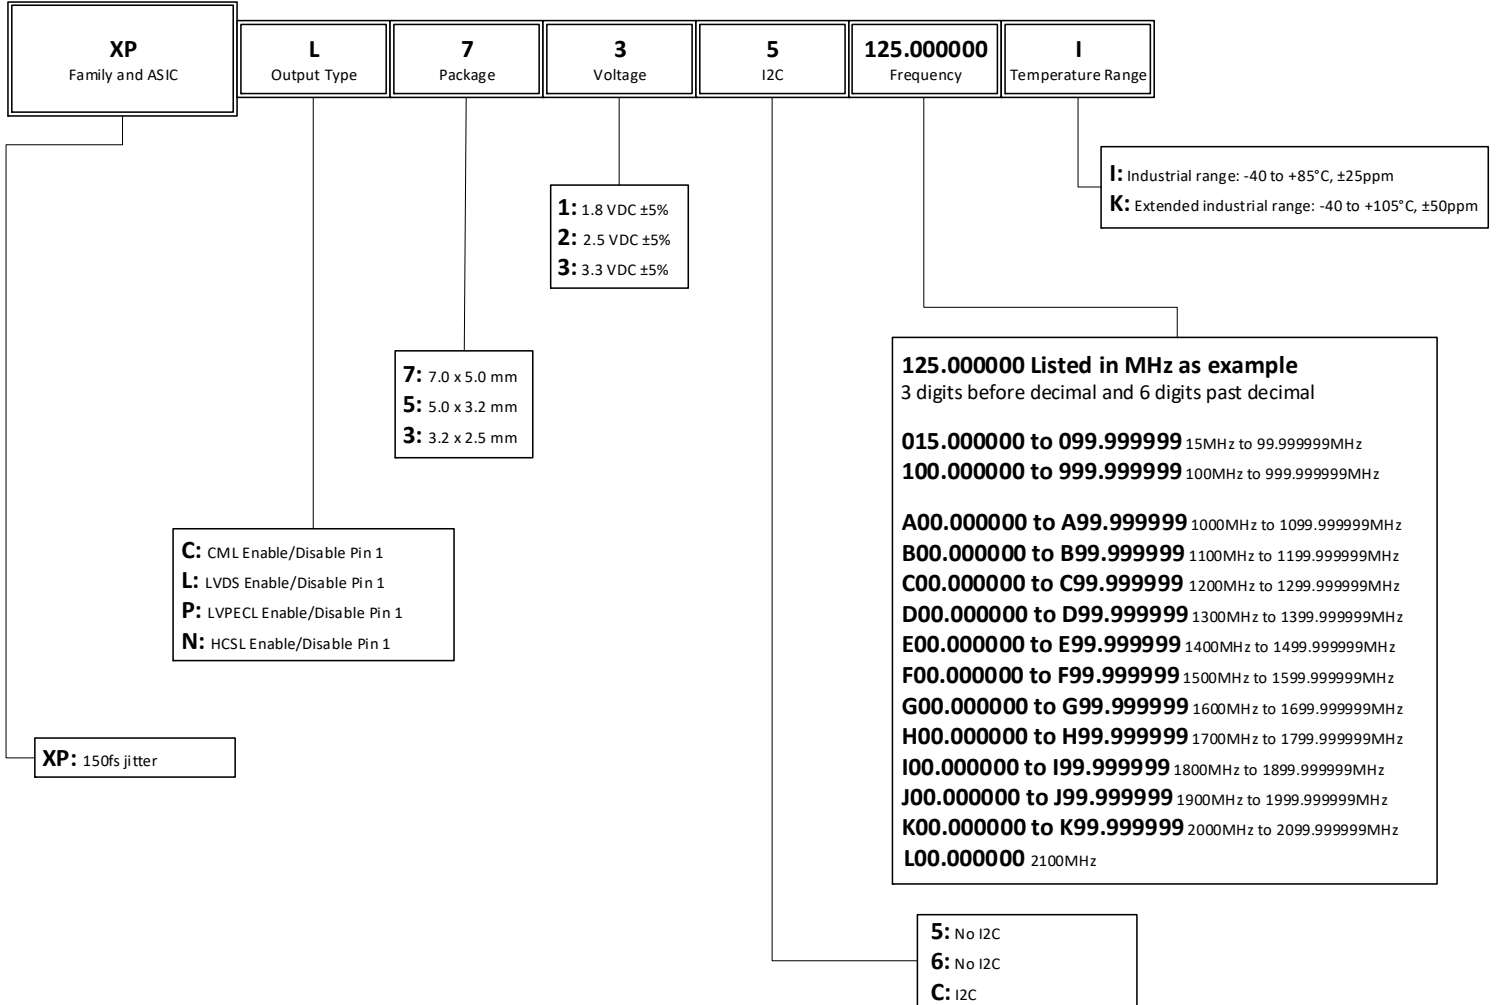 XP
Family and ASIC
L
Output Type
7
Package
3
Voltage
5
I2C
125.000000
Frequency
I
Temperature Range
I: Industrial range: -40 to +85°C, ±25ppm
K: Extended industrial range: -40 to +105°C, ±50ppm
1: 1.8 VDC ±5%
2: 2.5 VDC ±5%
3: 3.3 VDC ±5%
7: 7.0 x 5.0 mm
5: 5.0 x 3.2 mm
3: 3.2 x 2.5 mm
125.000000 Listed in MHz as example
3 digits before decimal and 6 digits past decimal
015.000000 to 099.999999 15MHz to 99.999999MHz
100.000000 to 999.999999 100MHz to 999.999999MHz
A00.000000 to A99.999999 1000MHz to 1099.999999MHz
B00.000000 to B99.999999 1100MHz to 1199.999999MHz
C00.000000 to C99.999999 1200MHz to 1299.999999MHz
D00.000000 to D99.999999 1300MHz to 1399.999999MHz
E00.000000 to E99.999999 1400MHz to 1499.999999MHz
F00.000000 to F99.999999 1500MHz to 1599.999999MHz
G00.000000 to G99.999999 1600MHz to 1699.999999MHz
H00.000000 to H99.999999 1700MHz to 1799.999999MHz
I00.000000 to I99.999999 1800MHz to 1899.999999MHz
J00.000000 to J99.999999 1900MHz to 1999.999999MHz
K00.000000 to K99.999999 2000MHz to 2099.999999MHz
L00.000000 2100MHz
C: CML Enable/Disable Pin 1
L: LVDS Enable/Disable Pin 1
P: LVPECL Enable/Disable Pin 1
N: HCSL Enable/Disable Pin 1
XP: 150fs jitter
5: No I2C
6: No I2C
C: I2C